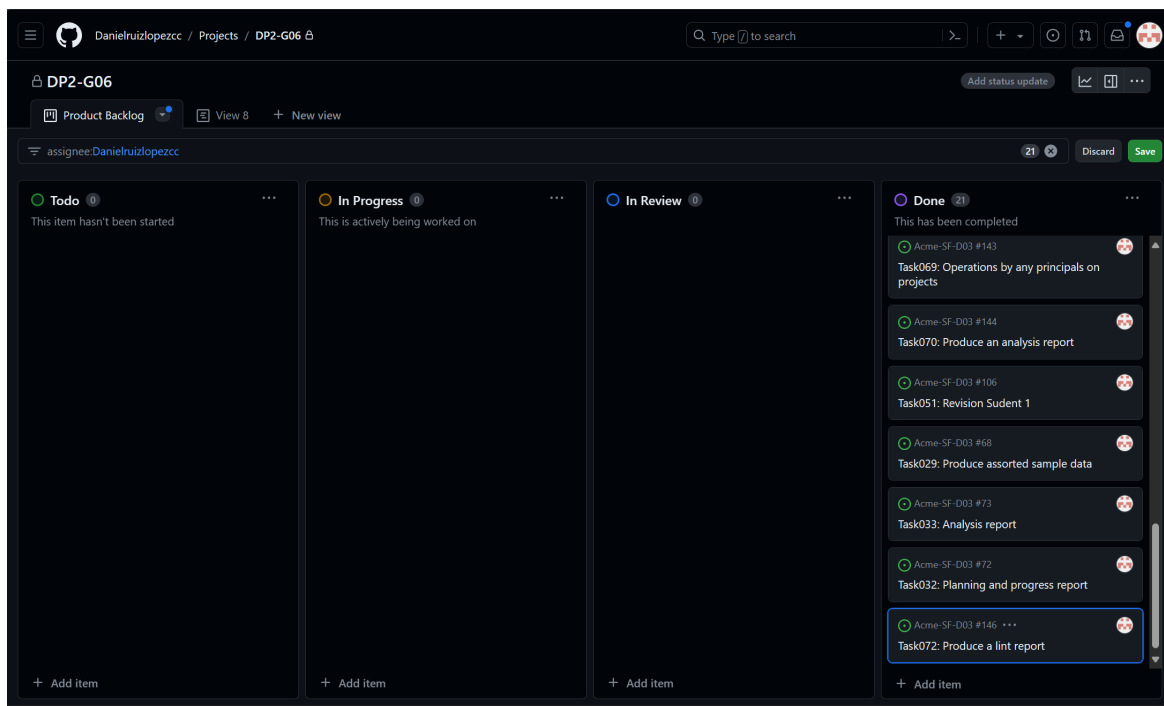 Danielruizlopezcc / Projects / DP2-G06
Type / to search
DP2-G06
Add status update
Product Backlog
View 8
+ New view
assignee:Danielruizlopezcc
21
Discard
Save
Todo 0
This item hasn't been started
+ Add item
In Progress 0
This is actively being worked on
+ Add item
In Review 0
+ Add item
Done 21
This has been completed
Acme-SF-D03 #143
Task069: Operations by any principals on
projects
Acme-SF-D03 #144
Task070: Produce an analysis report
Acme-SF-D03 #106
Task051: Revision Sudent 1
Acme-SF-D03 #68
Task029: Produce assorted sample data
Acme-SF-D03 #73
Task033: Analysis report
Acme-SF-D03 #72
Task032: Planning and progress report
Acme-SF-D03 #146
Task072: Produce a lint report
+ Add item